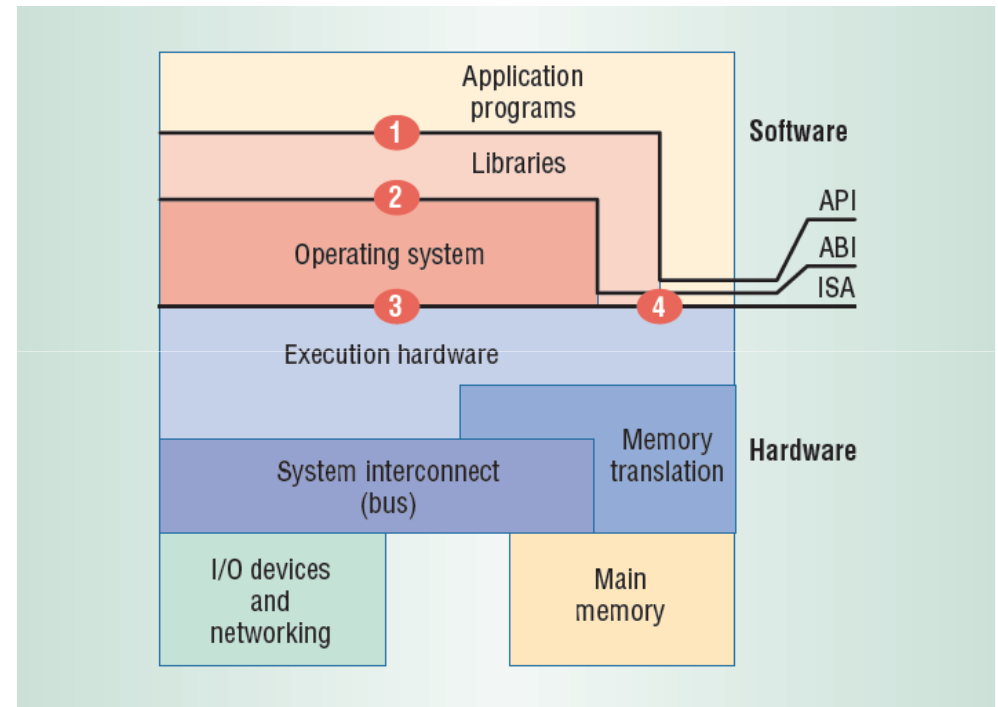 Application
programs
Software
1
Libraries
2
API
Operating system
ABI
ISA
3
4
Execution hardware
Memory
translation
Hardware
System interconnect
(bus)
I/O devices
and
networking
Main
memory